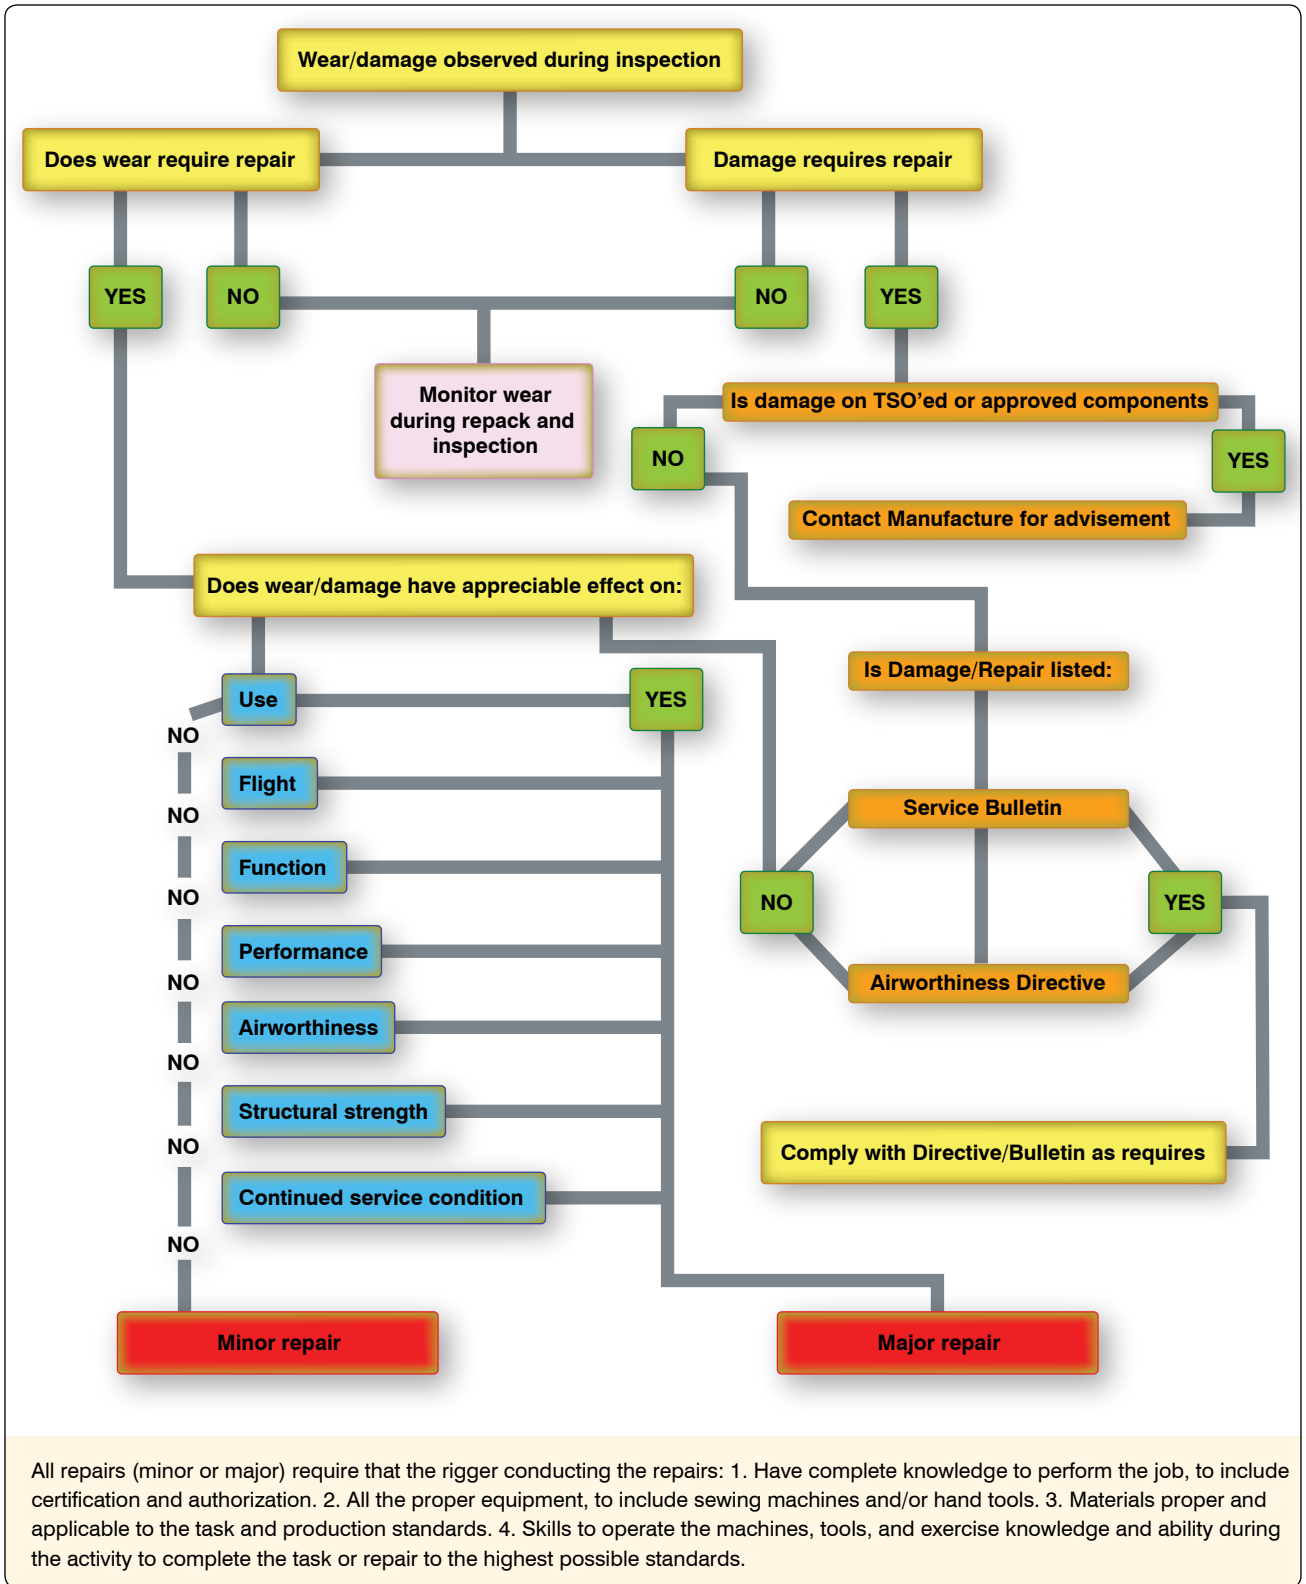 Wear/damage observed during inspection
Does wear require repair
Damage requires repair
YES
NO
NO
YES
Monitor wear
during repack and
inspection
Is damage on TSO’ed or approved components
NO
YES
Contact Manufacture for advisement
Does wear/damage have appreciable effect on:
Is Damage/Repair listed:
Use
YES
NO
Flight
NO
Service Bulletin
Function
NO
NO
YES
Performance
NO
Airworthiness Directive
Airworthiness
NO
Structural strength
NO
Comply with Directive/Bulletin as requires
Continued service condition
NO
Minor repair
Major repair
All repairs (minor or major) require that the rigger conducting the repairs: 1. Have complete knowledge to perform the job, to include
certification and authorization. 2. All the proper equipment, to include sewing machines and/or hand tools. 3. Materials proper and
applicable to the task and production standards. 4. Skills to operate the machines, tools, and exercise knowledge and ability during
the activity to complete the task or repair to the highest possible standards.